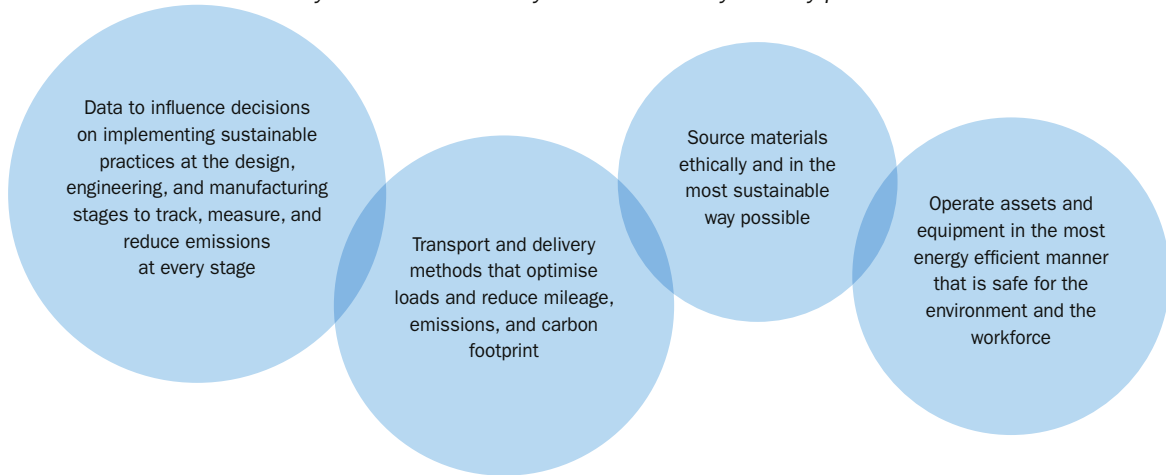 Data to influence decisions
on implementing sustainable
practices at the design,
engineering, and manufacturing
stages to track, measure, and
reduce emissions
at every stage
Transport and delivery
methods that optimise
loads and reduce mileage,
emissions, and carbon
footprint
Source materials
ethically and in the
most sustainable
way possible
Operate assets and
equipment in the most
energy efficient manner
that is safe for the
environment and the
workforce